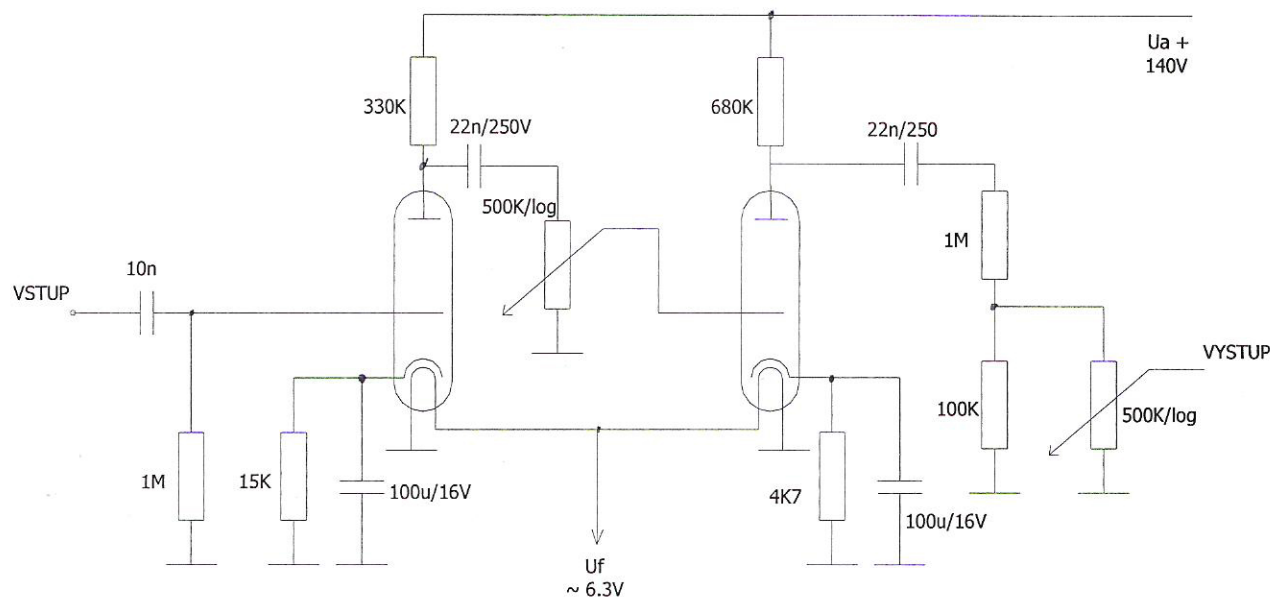 Ua +
140V
330K
680K
22n/250V
22n/250
500K/log
1M
10n
VSTUP
VYSTUP
100K
500K/log
1M
15K
100u/16V
4K7
100u/16V
Uf
~ 6.3V